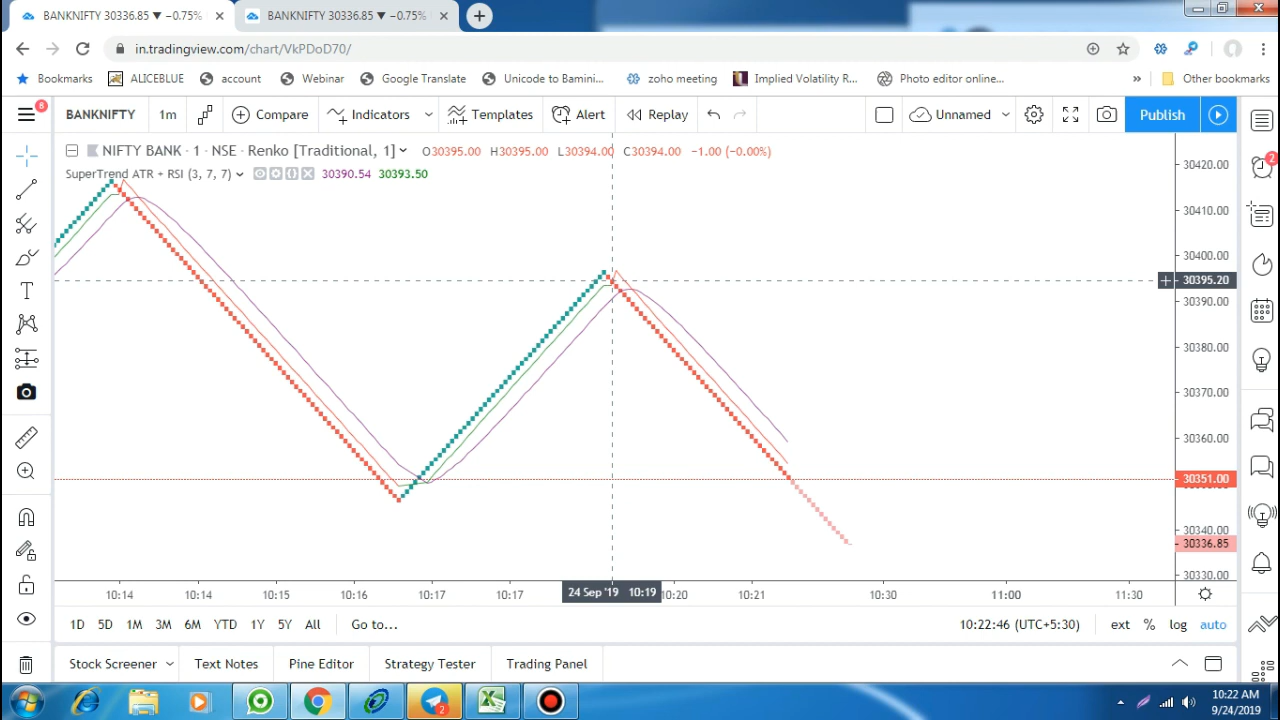 BANKNIFTY 30336.85 ▼ −0.75%
BANKNIFTY 30336.85 ▼ −0.75%
in.tradingview.com/chart/VkPDoD70/
Bookmarks ALICEBLUE account Webinar Google Translate Unicode to Bamini... zoho meeting Implied Volatility R... Photo editor online... » Other bookmarks
8 BANKNIFTY 1m Compare Indicators Templates Alert Replay Unnamed Publish
NIFTY BANK · 1 · NSE · Renko [Traditional, 1] O30395.00 H30395.00 L30394.00 C30394.00 −1.00 (−0.00%)
SuperTrend ATR + RSI (3, 7, 7) 30390.54 30393.50
2
30420.00
30410.00
30400.00
30395.20
30390.00
30380.00
30370.00
30360.00
30351.00
30340.00
30336.85
30330.00
10:14 10:14 10:15 10:16 10:17 10:17 24 Sep '19 10:19 10:20 10:21 10:30 11:00 11:30
1D 5D 1M 3M 6M YTD 1Y 5Y All Go to... 10:22:46 (UTC+5:30) ext % log auto
Stock Screener Text Notes Pine Editor Strategy Tester Trading Panel
2
10:22 AM
9/24/2019